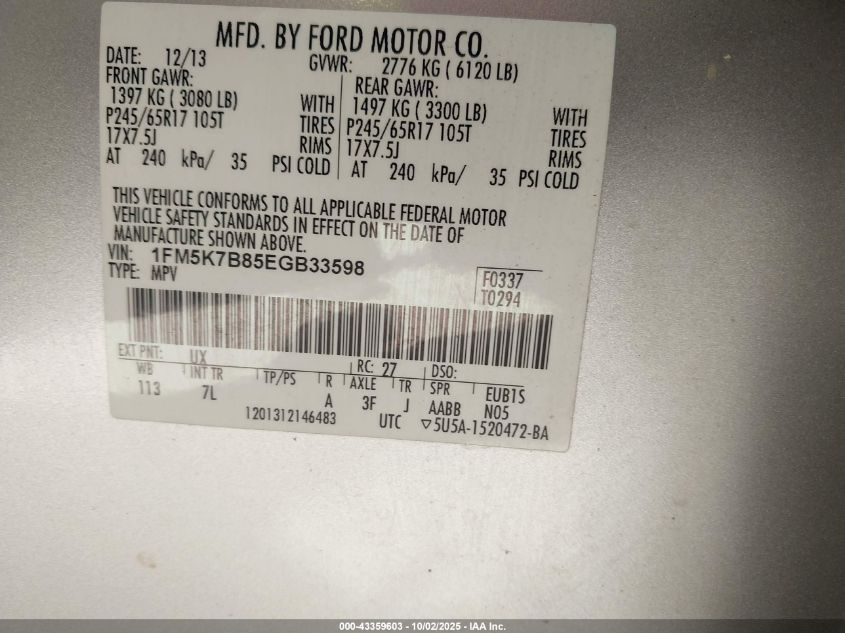 MFD. BY FORD MOTOR CO.
DATE: 12/13 GVWR: 2776 KG ( 6120 LB)
FRONT GAWR: REAR GAWR:
1397 KG ( 3080 LB) WITH 1497 KG ( 3300 LB) WITH
P245/65R17 105T TIRES P245/65R17 105T TIRES
17X7.5J RIMS 17X7.5J RIMS
AT 240 kPa/ 35 PSI COLD AT 240 kPa/ 35 PSI COLD
THIS VEHICLE CONFORMS TO ALL APPLICABLE FEDERAL MOTOR
VEHICLE SAFETY STANDARDS IN EFFECT ON THE DATE OF
MANUFACTURE SHOWN ABOVE.
VIN: 1FM5K7B85EGB33598
TYPE: MPV
F0337
T0294
EXT PNT: UX RC: 27 DSO:
WB INT TR TP/PS R AXLE TR SPR EUB1S
113 7L A 3F J AABB N05
1201312146483 UTC ▽5U5A-1520472-BA
000-43359603 - 10/02/2025 - IAA Inc.